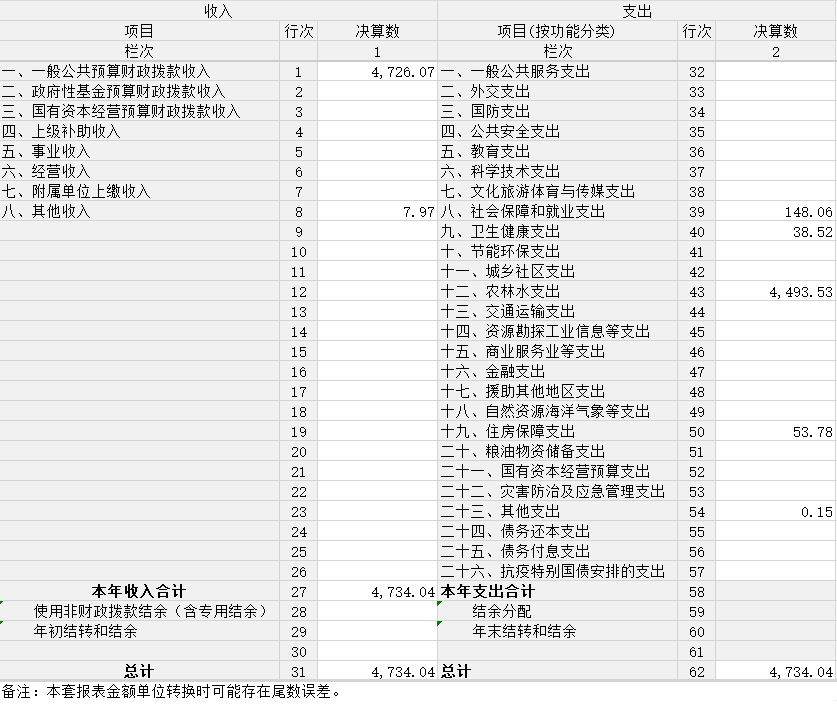 收入 支出
项目 行次 决算数 项目(按功能分类) 行次 决算数
栏次 1 栏次 2
一、一般公共预算财政拨款收入 1 4,726.07 一、一般公共服务支出 32
二、政府性基金预算财政拨款收入 2 二、外交支出 33
三、国有资本经营预算财政拨款收入 3 三、国防支出 34
四、上级补助收入 4 四、公共安全支出 35
五、事业收入 5 五、教育支出 36
六、经营收入 6 六、科学技术支出 37
七、附属单位上缴收入 7 七、文化旅游体育与传媒支出 38
八、其他收入 8 7.97 八、社会保障和就业支出 39 148.06
9 九、卫生健康支出 40 38.52
10 十、节能环保支出 41
11 十一、城乡社区支出 42
12 十二、农林水支出 43 4,493.53
13 十三、交通运输支出 44
14 十四、资源勘探工业信息等支出 45
15 十五、商业服务业等支出 46
16 十六、金融支出 47
17 十七、援助其他地区支出 48
18 十八、自然资源海洋气象等支出 49
19 十九、住房保障支出 50 53.78
20 二十、粮油物资储备支出 51
21 二十一、国有资本经营预算支出 52
22 二十二、灾害防治及应急管理支出 53
23 二十三、其他支出 54 0.15
24 二十四、债务还本支出 55
25 二十五、债务付息支出 56
26 二十六、抗疫特别国债安排的支出 57
本年收入合计 27 4,734.04 本年支出合计 58
使用非财政拨款结余（含专用结余） 28 结余分配 59
年初结转和结余 29 年末结转和结余 60
30 61
总计 31 4,734.04 总计 62 4,734.04
备注：本套报表金额单位转换时可能存在尾数误差。